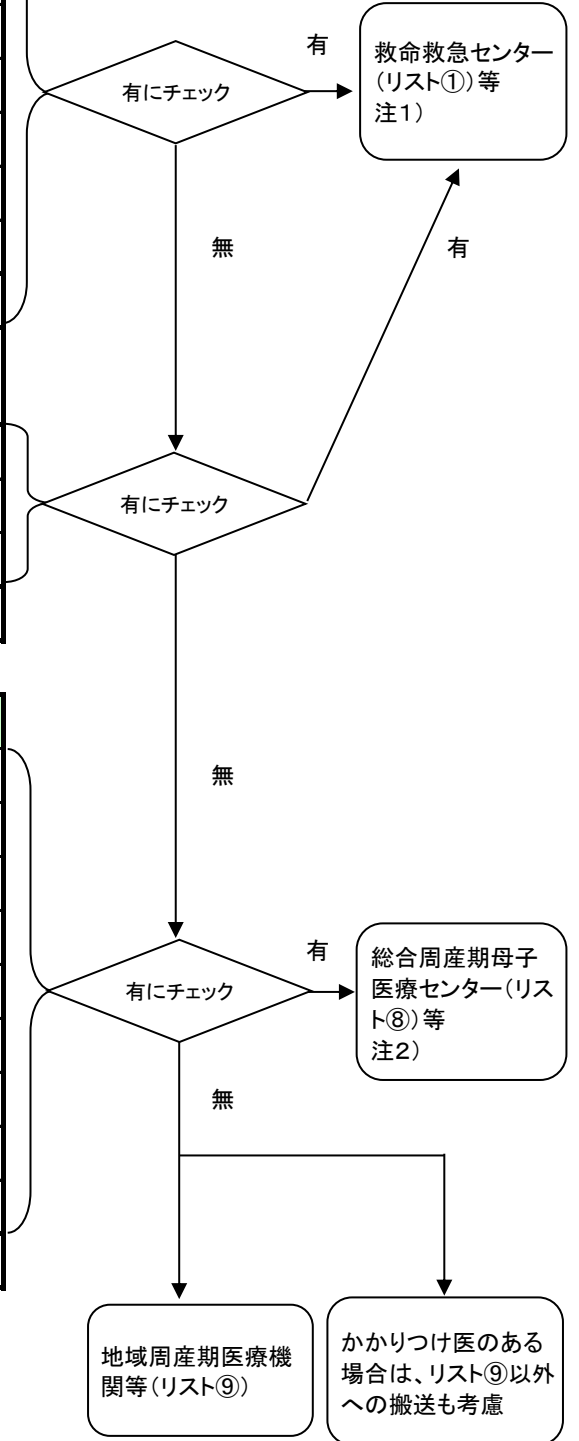 有
救命救急センター
(リスト①)等
注1)
有にチェック
無
有
有にチェック
無
有
総合周産期母子
医療センター(リス
ト⑧)等
注2)
有にチェック
無
地域周産期医療機
関等(リスト⑨)
かかりつけ医のある
場合は、リスト⑨以外
への搬送も考慮